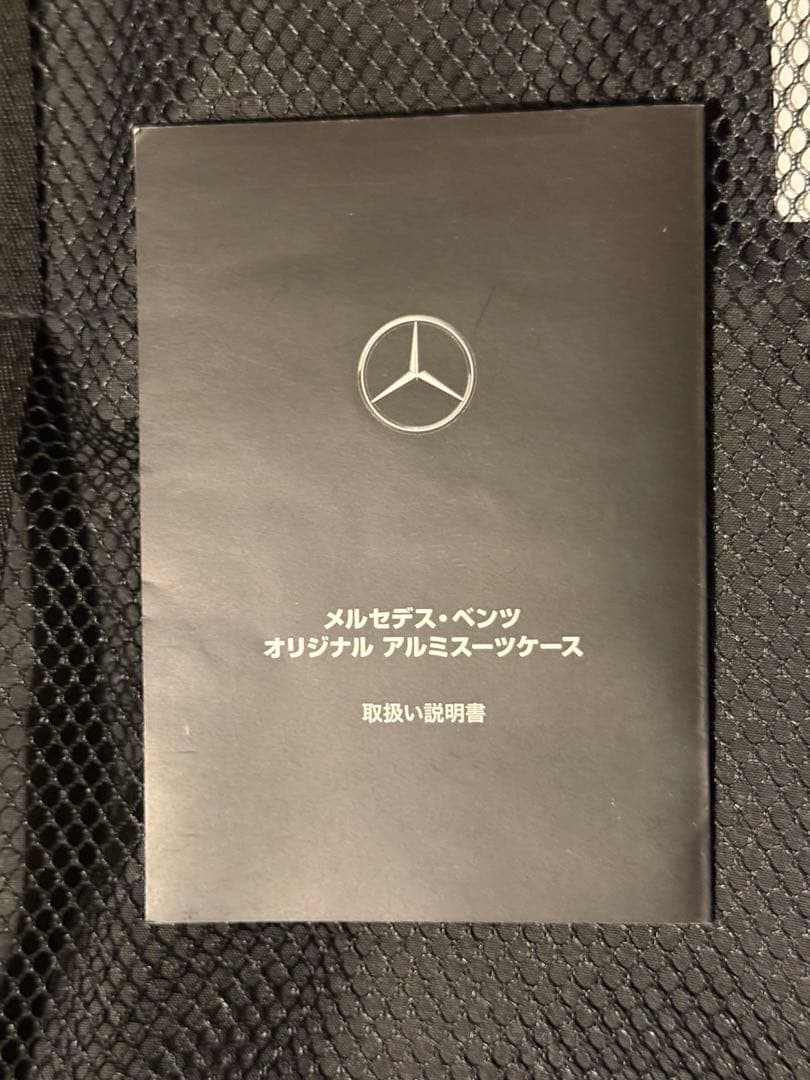 メルセデス・ベンツ
オリジナル アルミスーツケース
取扱い説明書